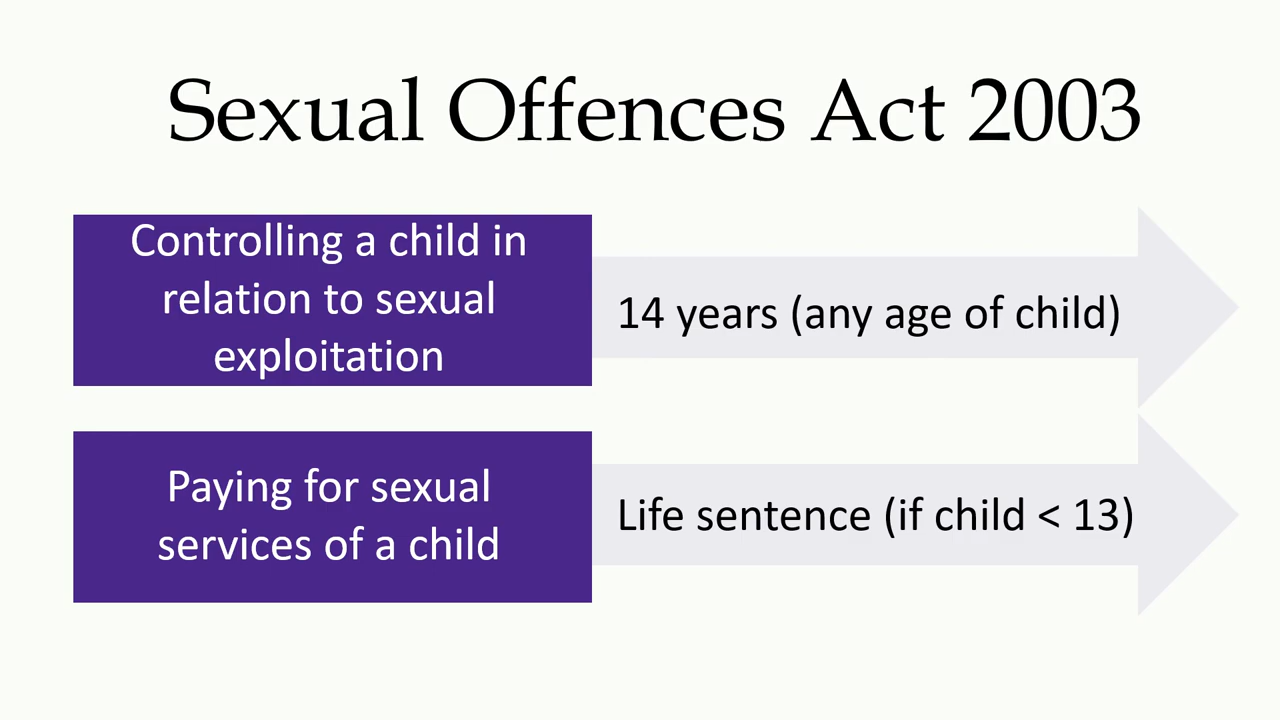 Sexual Offences Act 2003
Controlling a child in
relation to sexual
exploitation
14 years (any age of child)
Paying for sexual
services of a child
Life sentence (if child < 13)